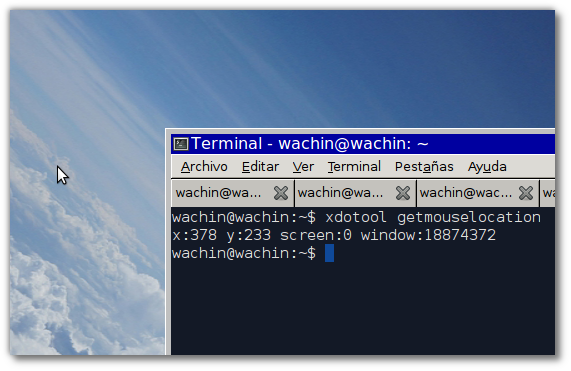 Terminal - wachin@wachin: ~
Archivo Editar Ver Terminal Pestañas Ayuda
wachin@wa... wachin@wa... wachin@wac... wa
wachin@wachin:~$ xdotool getmouselocation
x:378 y:233 screen:0 window:18874372
wachin@wachin:~$